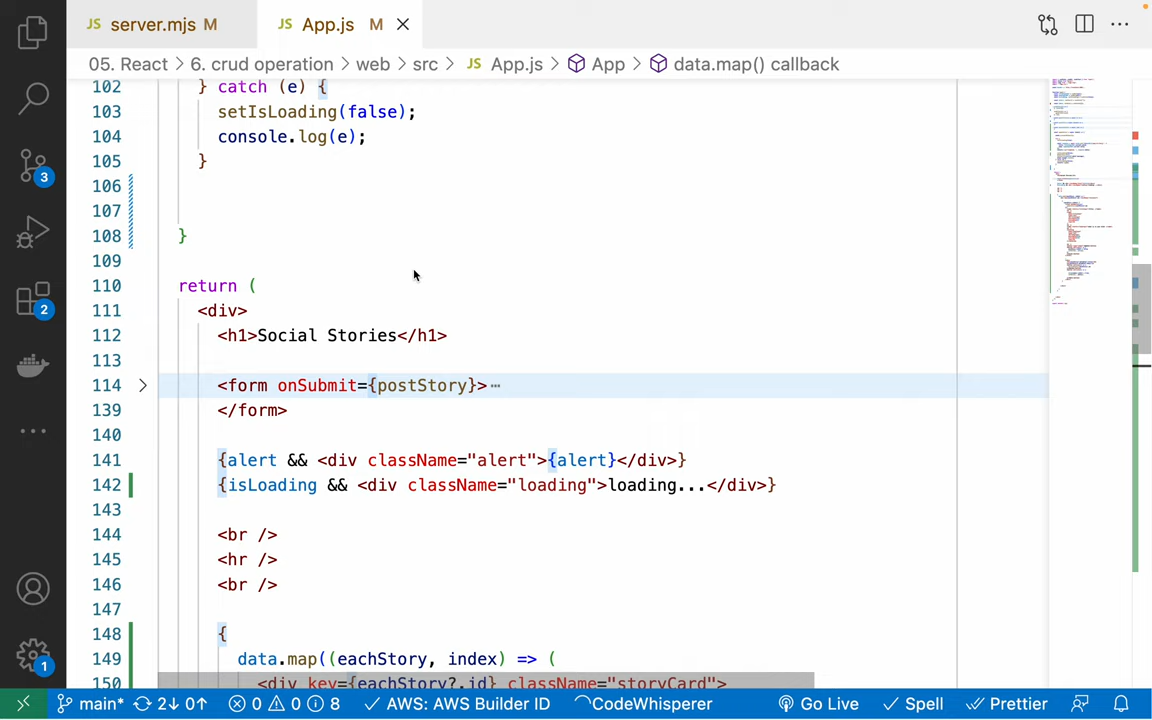 JS server.mjs M
JS App.js M
05. React > 6. crud operation > web > src > JS App.js > App > data.map() callback
102 } catch (e) {
103 setIsLoading(false);
104 console.log(e);
105 }
106
107
108 }
109
110 return (
111 <div>
112 <h1>Social Stories</h1>
113
114 <form onSubmit={postStory}>⋯
139 </form>
140
141 {alert && <div className="alert">{alert}</div>}
142 {isLoading && <div className="loading">loading...</div>}
143
144 <br />
145 <hr />
146 <br />
147
148 {
149 data.map((eachStory, index) => (
150 <div key={eachStory?.id} className="storyCard">
3
2
1
main* 2↓ 0↑ 0 0 8 AWS: AWS Builder ID CodeWhisperer Go Live Spell Prettier